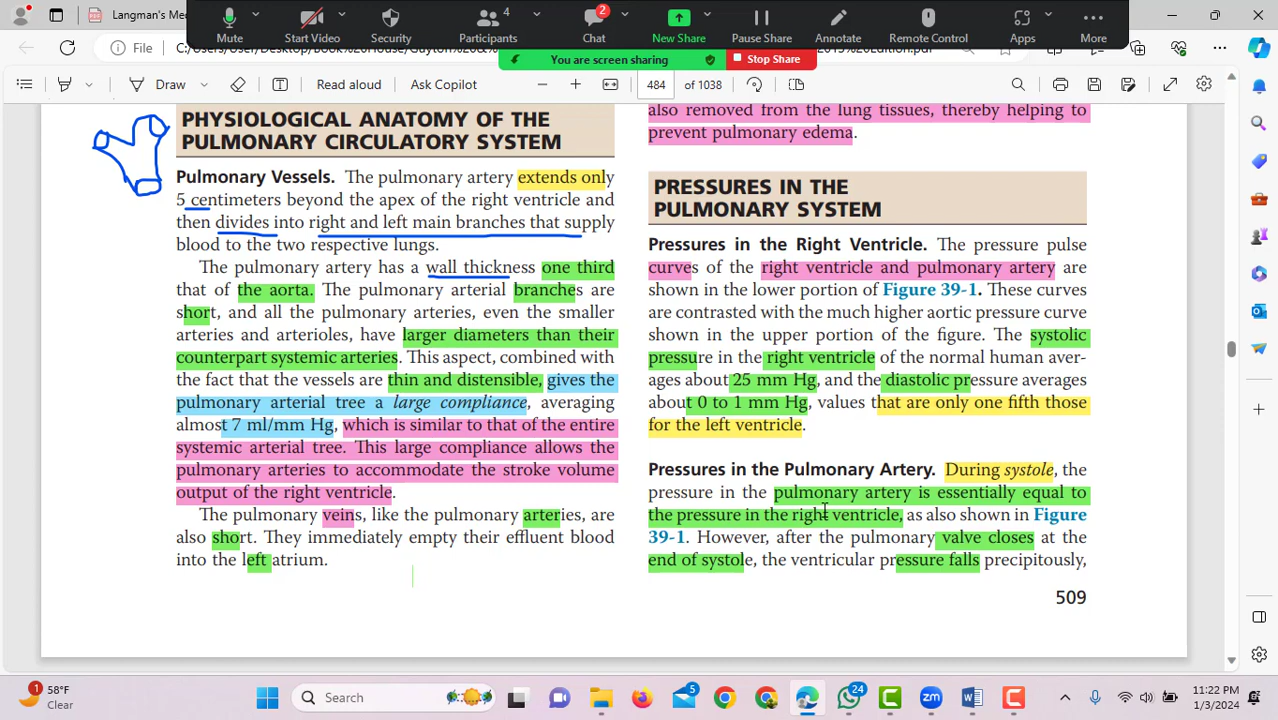 Langman's Med
Mute
Start Video
Security
4
Participants
2
Chat
New Share
Pause Share
Annotate
Remote Control
Apps
More
You are screen sharing
Stop Share
File
Draw
Read aloud
Ask Copilot
484
of 1038
PHYSIOLOGICAL ANATOMY OF THE
PULMONARY CIRCULATORY SYSTEM
Pulmonary Vessels. The pulmonary artery extends only
5 centimeters beyond the apex of the right ventricle and
then divides into right and left main branches that supply
blood to the two respective lungs.
The pulmonary artery has a wall thickness one third
that of the aorta. The pulmonary arterial branches are
short, and all the pulmonary arteries, even the smaller
arteries and arterioles, have larger diameters than their
counterpart systemic arteries. This aspect, combined with
the fact that the vessels are thin and distensible, gives the
pulmonary arterial tree a large compliance, averaging
almost 7 ml/mm Hg, which is similar to that of the entire
systemic arterial tree. This large compliance allows the
pulmonary arteries to accommodate the stroke volume
output of the right ventricle.
The pulmonary veins, like the pulmonary arteries, are
also short. They immediately empty their effluent blood
into the left atrium.
also removed from the lung tissues, thereby helping to
prevent pulmonary edema.
PRESSURES IN THE
PULMONARY SYSTEM
Pressures in the Right Ventricle. The pressure pulse
curves of the right ventricle and pulmonary artery are
shown in the lower portion of Figure 39-1. These curves
are contrasted with the much higher aortic pressure curve
shown in the upper portion of the figure. The systolic
pressure in the right ventricle of the normal human aver-
ages about 25 mm Hg, and the diastolic pressure averages
about 0 to 1 mm Hg, values that are only one fifth those
for the left ventricle.
Pressures in the Pulmonary Artery. During systole, the
pressure in the pulmonary artery is essentially equal to
the pressure in the right ventricle, as also shown in Figure
39-1. However, after the pulmonary valve closes at the
end of systole, the ventricular pressure falls precipitously,
509
1
58°F
Clear
Search
5
24
11:22 PM
1/3/2024